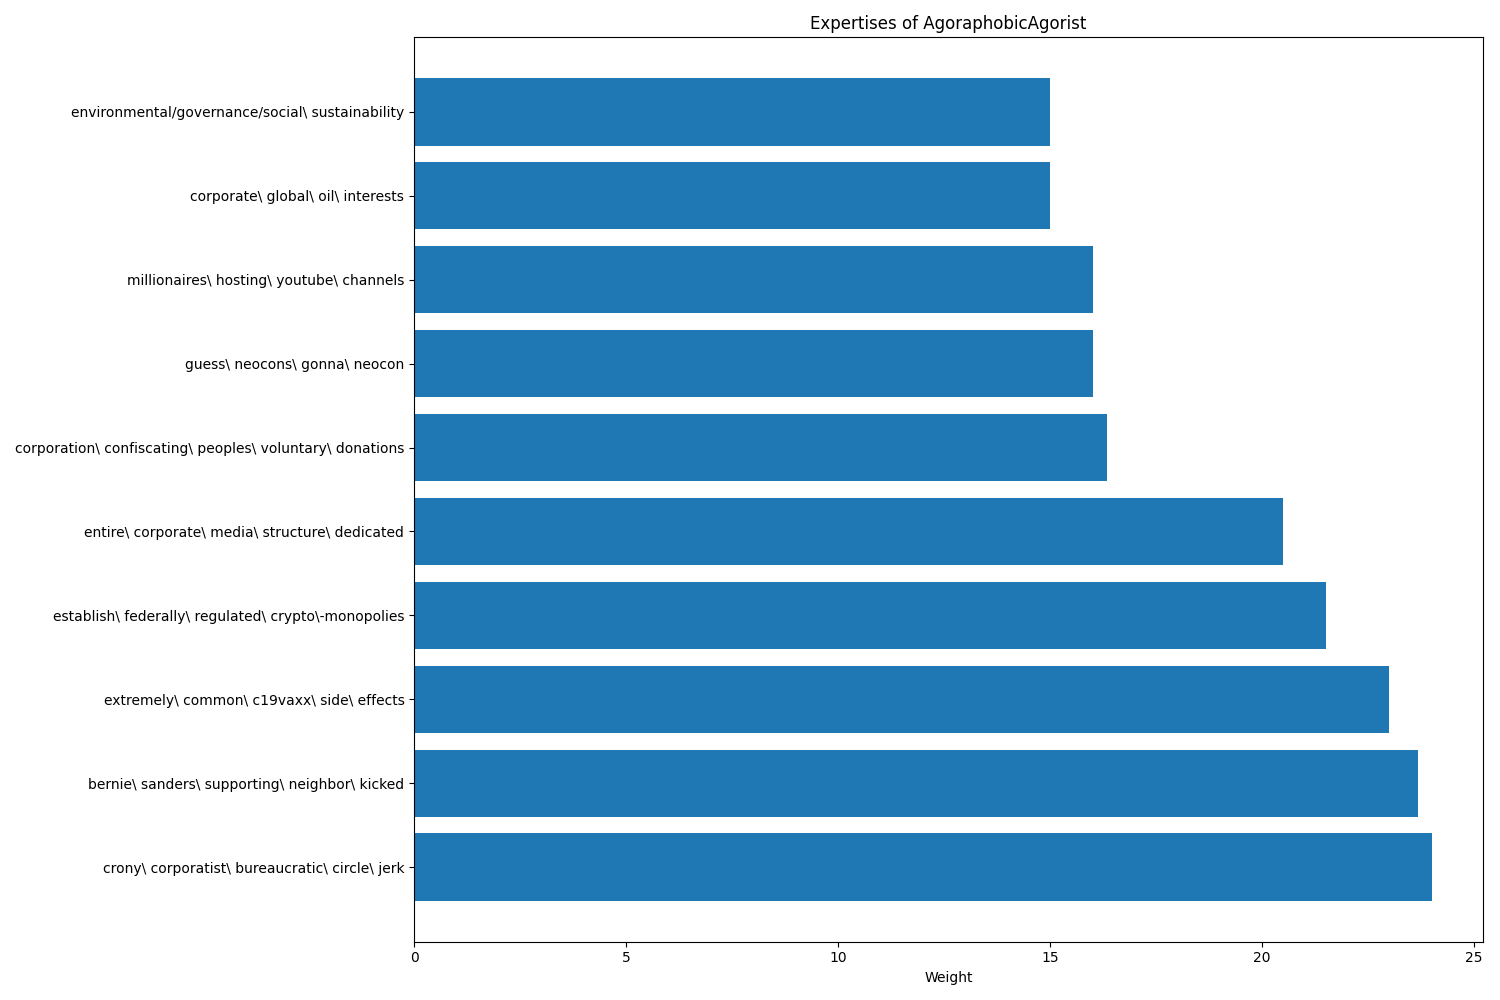 Expertises of AgoraphobicAgorist
environmental/governance/social\ sustainability
corporate\ global\ oil\ interests
millionaires\ hosting\ youtube\ channels
guess\ neocons\ gonna\ neocon
corporation\ confiscating\ peoples\ voluntary\ donations
entire\ corporate\ media\ structure\ dedicated
establish\ federally\ regulated\ crypto\-monopolies
extremely\ common\ c19vaxx\ side\ effects
bernie\ sanders\ supporting\ neighbor\ kicked
crony\ corporatist\ bureaucratic\ circle\ jerk
0 5 10 15 20 25
Weight